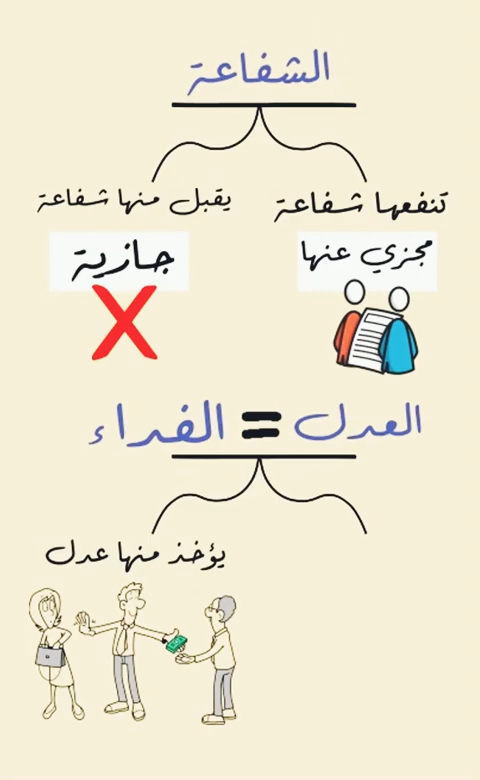 الشفاعة
تنفعها شفاعة
يقبل منها شفاعة
مجزي عنها
جازية
العدل = الفداء
يؤخذ منها عدل